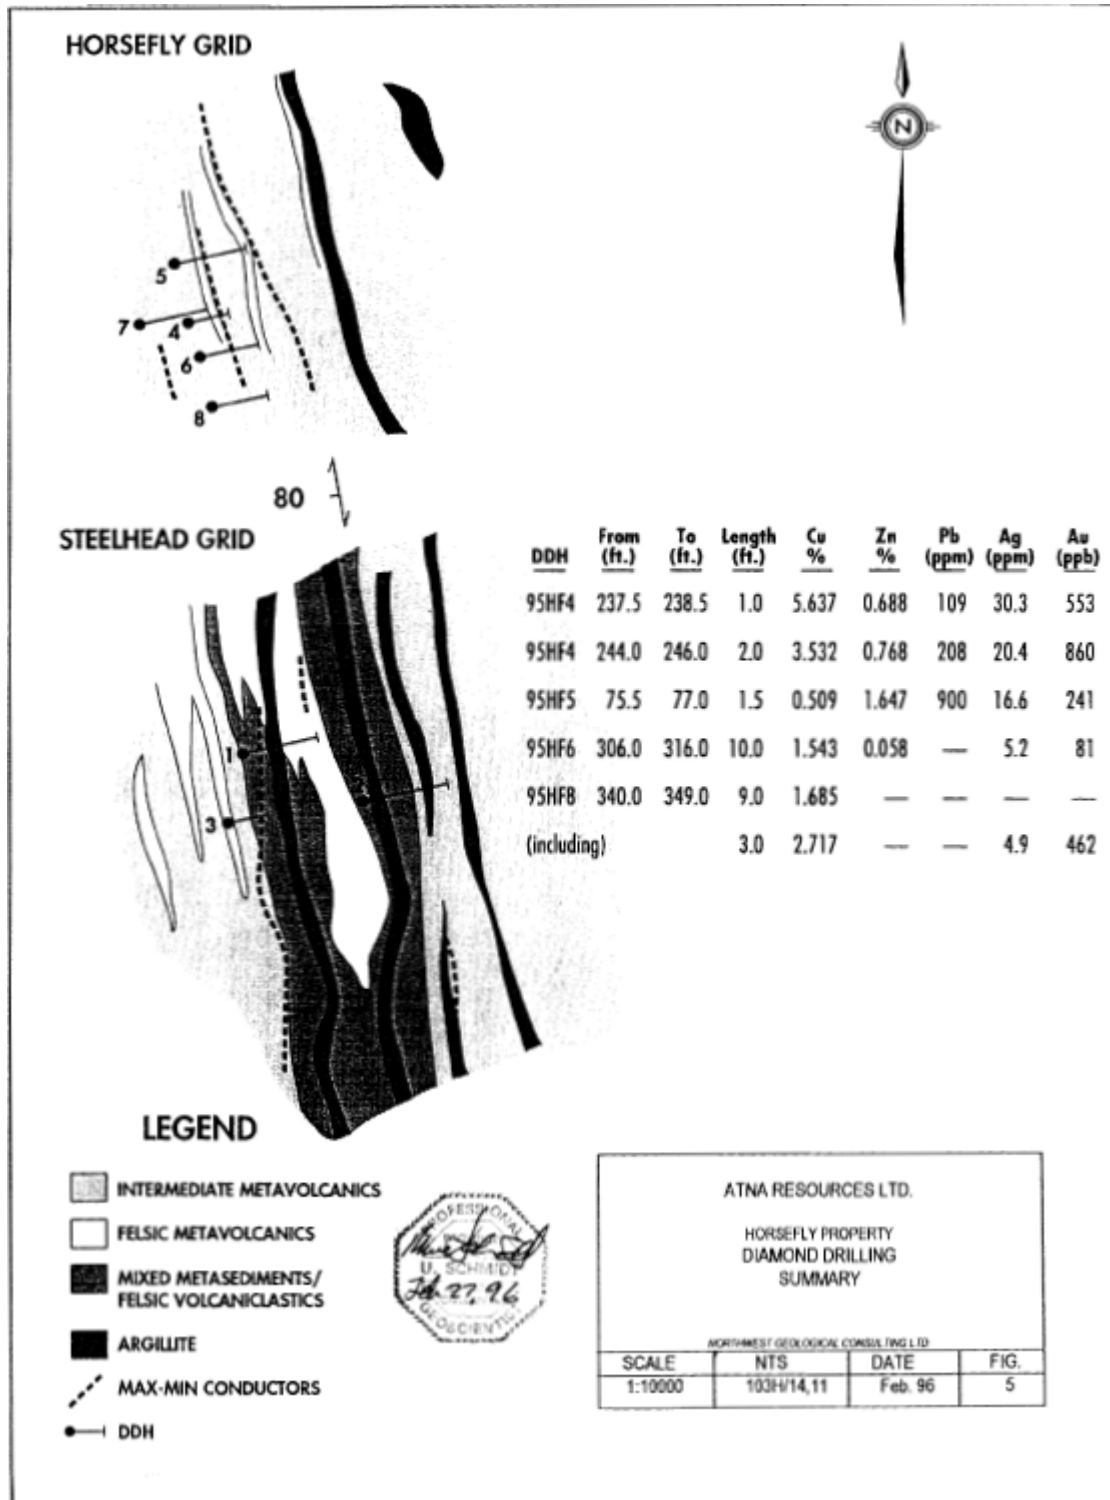 HORSEFLY GRID
N
5
7
4
6
8
80
STEELHEAD GRID
1
3
DDH From (ft.) To (ft.) Length (ft.) Cu % Zn % Pb (ppm) Ag (ppm) Au (ppb)
95HF4 237.5 238.5 1.0 5.637 0.688 109 30.3 553
95HF4 244.0 246.0 2.0 3.532 0.768 208 20.4 860
95HF5 75.5 77.0 1.5 0.509 1.647 900 16.6 241
95HF6 306.0 316.0 10.0 1.543 0.058 — 5.2 81
95HF8 340.0 349.0 9.0 1.685 — — — —
(including) 3.0 2.717 — — 4.9 462
LEGEND
INTERMEDIATE METAVOLCANICS
FELSIC METAVOLCANICS
MIXED METASEDIMENTS/
FELSIC VOLCANICLASTICS
ARGILLITE
MAX-MIN CONDUCTORS
DDH
PROFESSIONAL
U. SCHMIDT
Feb 27, 96
GEOSCIENTIST
ATNA RESOURCES LTD.
HORSEFLY PROPERTY
DIAMOND DRILLING
SUMMARY
NORTHWEST GEOLOGICAL CONSULTING LTD
SCALE NTS DATE FIG.
1:10000 103H/14,11 Feb. 96 5